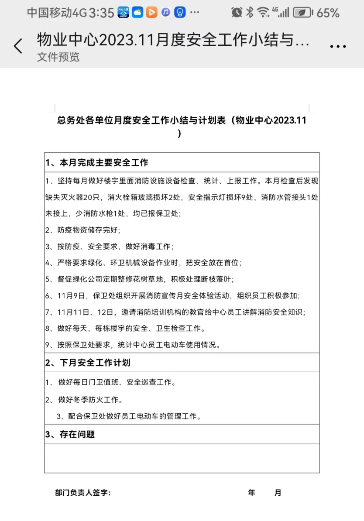 中国移动4G 3:35
65%
物业中心2023.11月度安全工作小结与...
文件预览
总务处各单位月度安全工作小结与计划表（物业中心2023.11
）
1、本月完成主要安全工作
1、坚持每月做好楼宇里面消防设施设备检查、统计、上报工作。本月检查后发现
缺失灭火器20只，消火栓箱玻璃损坏2处，安全指示灯损坏9处，消防水管接头1处
未接上，少消防水枪1处、均已报保卫处；
2、防疫物资储存完好；
3、按防疫、安全要求，做好消毒工作；
4、严格要求绿化、环卫机械设备作业时，把安全放在首位；
5、督促绿化公司定期整修花树草地，积极处理断枝落叶；
6、11月9日，保卫处组织开展消防宣传月安全体验活动，组织员工积极参加；
7、11月11日、12日，邀请消防培训机构的教官给中心员工讲解消防安全知识；
8、做好每天、每栋楼宇的安全、卫生检查工作。
9、按照保卫处要求，统计中心员工电动车使用情况。
2、下月安全工作计划
1、做好每日门卫值班、安全巡查工作。
2、做好冬季防火工作。
3、配合保卫处做好员工电动车的管理工作。
3、存在问题
部门负责人签字： 年 月